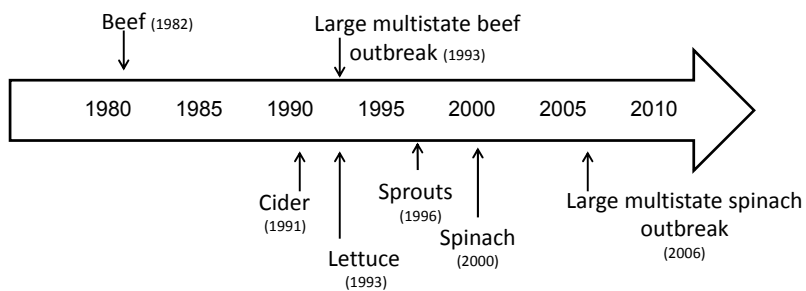 Beef (1982)
Large multistate beef
outbreak (1993)
1980 1985 1990 1995 2000 2005 2010
Cider
(1991)
Lettuce
(1993)
Sprouts
(1996)
Spinach
(2000)
Large multistate spinach
outbreak
(2006)